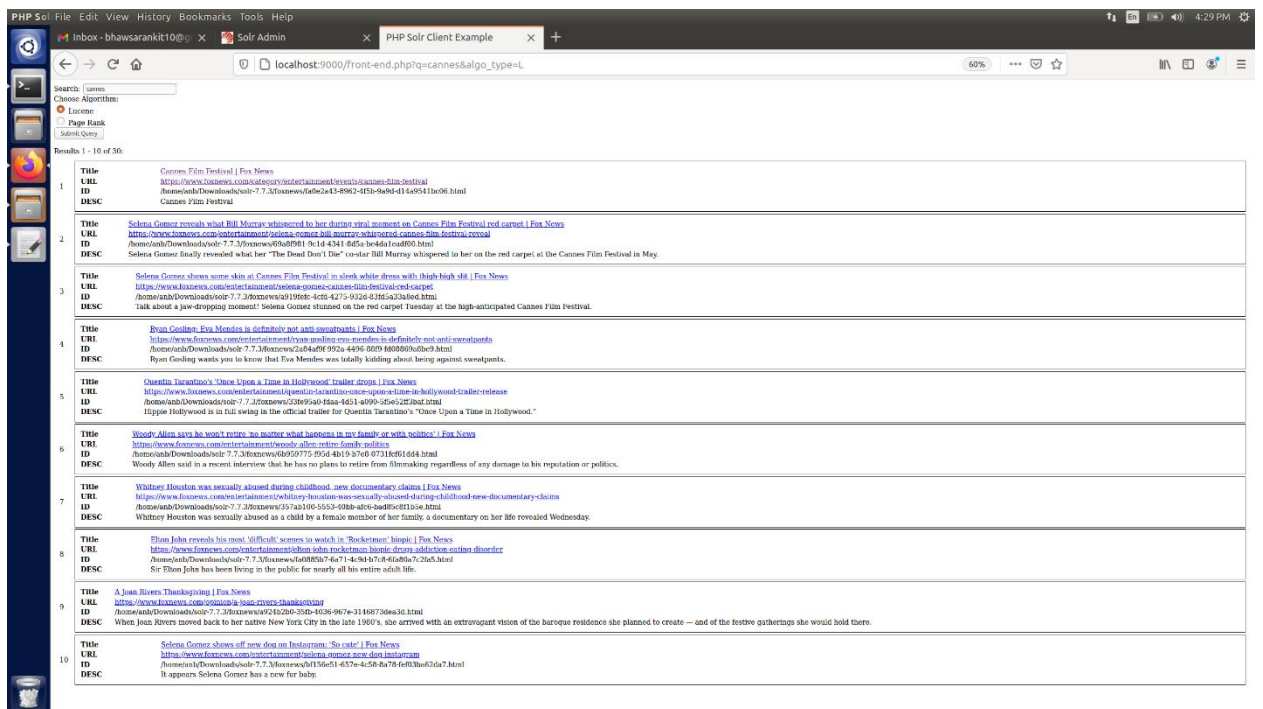 PHP Sol File Edit View History Bookmarks Tools Help En 4:29 PM
Inbox - bhawsarankit10@g Solr Admin PHP Solr Client Example
localhost:9000/front-end.php?q=cannes&algo_type=L 60%
Search: cannes
Choose Algorithm:
Lucene
Page Rank
Submit Query
Results 1 - 10 of 30:
1
Title Cannes Film Festival | Fox News
URL https://www.foxnews.com/category/entertainment/events/cannes-film-festival
ID /home/anb/Downloads/solr-7.7.3/foxnews/fa0e2a43-8962-4f5b-9a9d-d14a9541bc06.html
DESC Cannes Film Festival
2
Title Selena Gomez reveals what Bill Murray whispered to her during viral moment on Cannes Film Festival red carpet | Fox News
URL https://www.foxnews.com/entertainment/selena-gomez-bill-murray-whispered-cannes-film-festival-reveal
ID /home/anb/Downloads/solr-7.7.3/foxnews/69a8f981-9c1d-4341-8d5a-bc4da1eadf00.html
DESC Selena Gomez finally revealed what her "The Dead Don't Die" co-star Bill Murray whispered to her on the red carpet at the Cannes Film Festival in May.
3
Title Selena Gomez shows some skin at Cannes Film Festival in sleek white dress with thigh-high slit | Fox News
URL https://www.foxnews.com/entertainment/selena-gomez-cannes-film-festival-red-carpet
ID /home/anb/Downloads/solr-7.7.3/foxnews/a919fefc-4cfd-4275-932d-83fd5a33a8ed.html
DESC Talk about a jaw-dropping moment! Selena Gomez stunned on the red carpet Tuesday at the high-anticipated Cannes Film Festival.
4
Title Ryan Gosling: Eva Mendes is definitely not anti-sweatpants | Fox News
URL https://www.foxnews.com/entertainment/ryan-gosling-eva-mendes-is-definitely-not-anti-sweatpants
ID /home/anb/Downloads/solr-7.7.3/foxnews/2a84af9f-992a-4496-88f9-fd08869a8bc9.html
DESC Ryan Gosling wants you to know that Eva Mendes was totally kidding about being against sweatpants.
5
Title Quentin Tarantino's 'Once Upon a Time in Hollywood' trailer drops | Fox News
URL https://www.foxnews.com/entertainment/quentin-tarantino-once-upon-a-time-in-hollywood-trailer-release
ID /home/anb/Downloads/solr-7.7.3/foxnews/33fe95a0-fdaa-4d51-a090-5f5e52ff3baf.html
DESC Hippie Hollywood is in full swing in the official trailer for Quentin Tarantino's "Once Upon a Time in Hollywood."
6
Title Woody Allen says he won't retire 'no matter what happens in my family or with politics' | Fox News
URL https://www.foxnews.com/entertainment/woody-allen-retire-family-politics
ID /home/anb/Downloads/solr-7.7.3/foxnews/6b959775-f95d-4b19-b7e8-0731fcf61dd4.html
DESC Woody Allen said in a recent interview that he has no plans to retire from filmmaking regardless of any damage to his reputation or politics.
7
Title Whitney Houston was sexually abused during childhood, new documentary claims | Fox News
URL https://www.foxnews.com/entertainment/whitney-houston-was-sexually-abused-during-childhood-new-documentary-claims
ID /home/anb/Downloads/solr-7.7.3/foxnews/357ab100-5553-40bb-afc6-bad85c8f1b5e.html
DESC Whitney Houston was sexually abused as a child by a female member of her family, a documentary on her life revealed Wednesday.
8
Title Elton John reveals his most 'difficult' scenes to watch in 'Rocketman' biopic | Fox News
URL https://www.foxnews.com/entertainment/elton-john-rocketman-biopic-drugs-addiction-eating-disorder
ID /home/anb/Downloads/solr-7.7.3/foxnews/fa0885b7-6a71-4c9d-b7c8-6fa80a7c2fa5.html
DESC Sir Elton John has been living in the public for nearly all his entire adult life.
9
Title A Joan Rivers Thanksgiving | Fox News
URL https://www.foxnews.com/opinion/a-joan-rivers-thanksgiving
ID /home/anb/Downloads/solr-7.7.3/foxnews/a924b2b0-35fb-4036-967e-3146873dea3d.html
DESC When Joan Rivers moved back to her native New York City in the late 1980's, she arrived with an extravagant vision of the baroque residence she planned to create — and of the festive gatherings she would hold there.
10
Title Selena Gomez shows off new dog on Instagram: 'So cute' | Fox News
URL https://www.foxnews.com/entertainment/selena-gomez-new-dog-instagram
ID /home/anb/Downloads/solr-7.7.3/foxnews/bf156e51-657e-4c58-8a78-fef03ba62da7.html
DESC It appears Selena Gomez has a new fur baby.